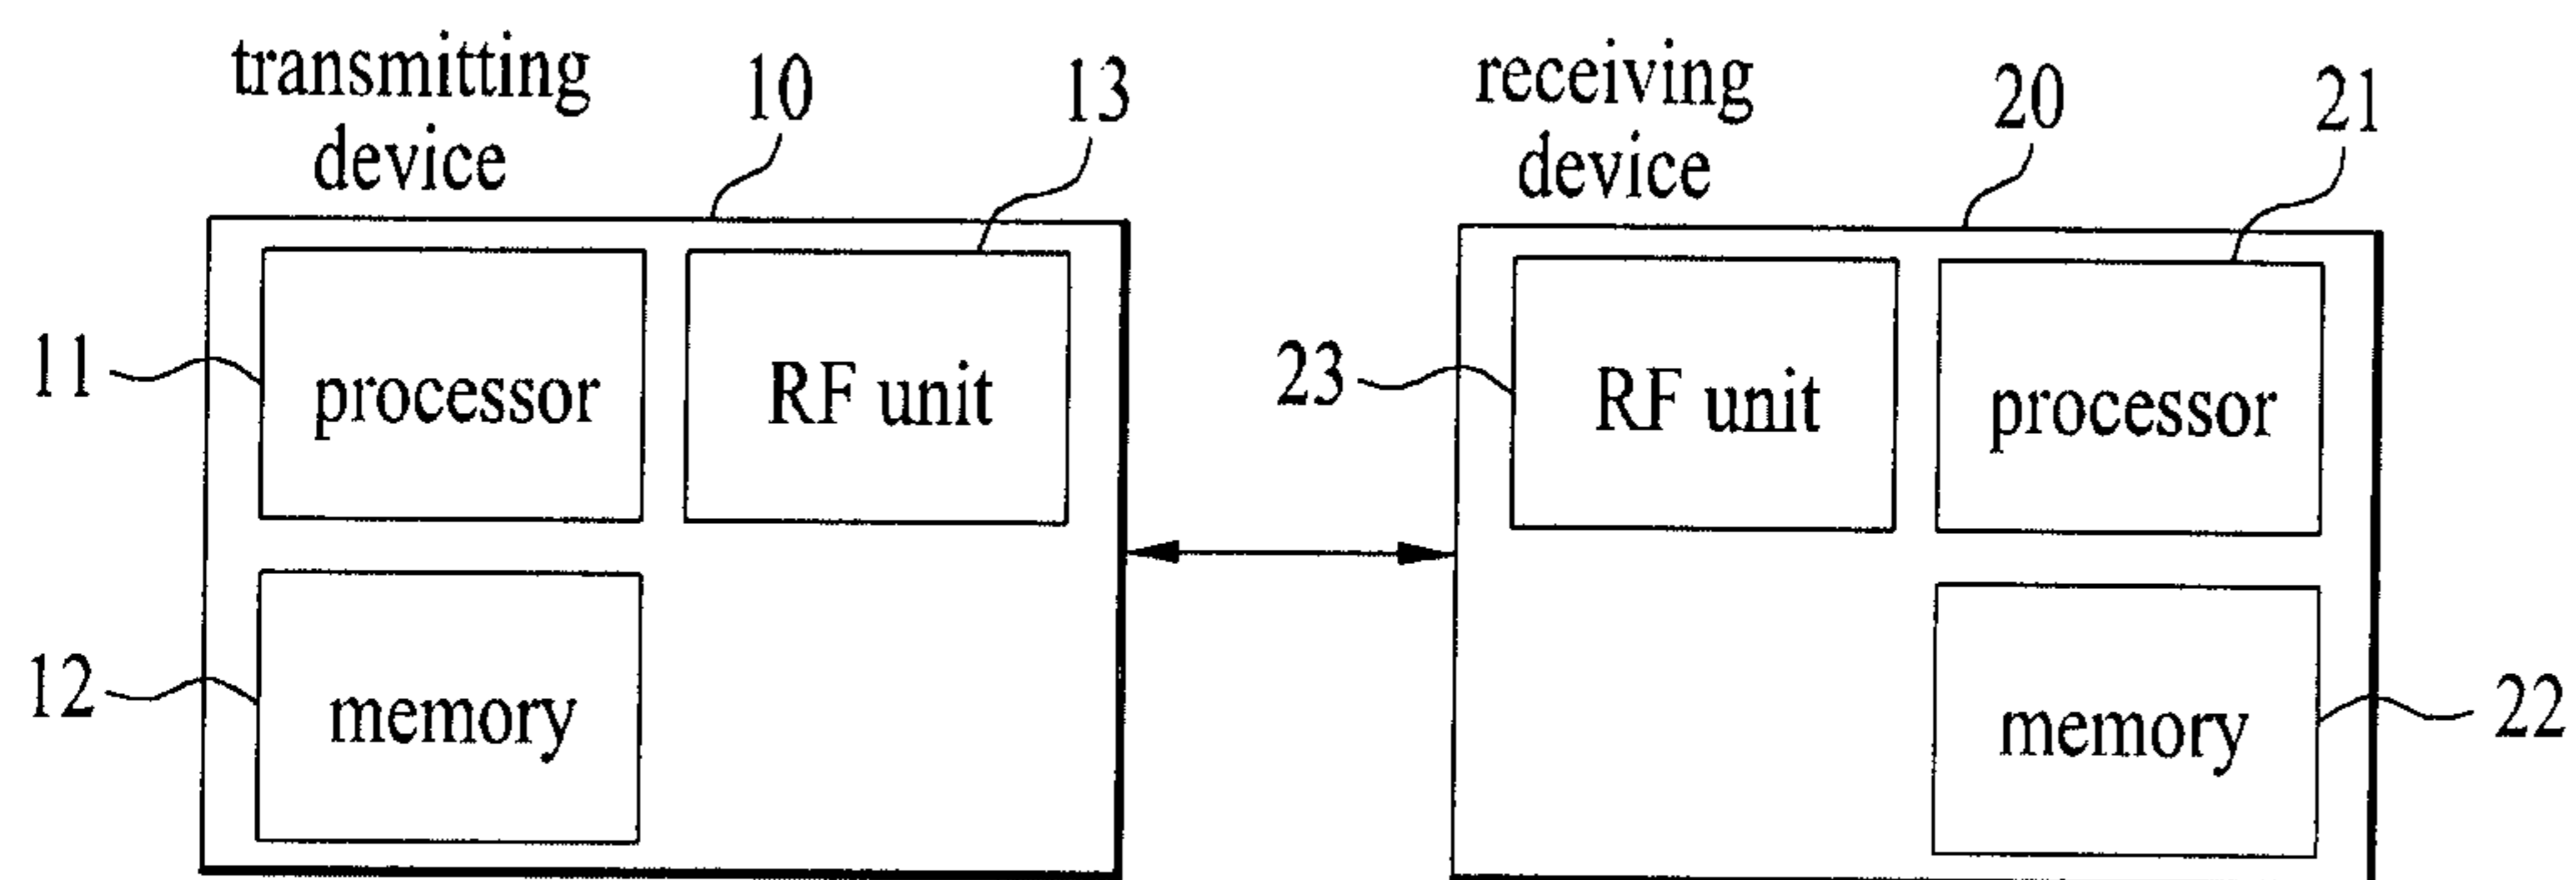 transmitting
device
10
13
11
processor
RF unit
12
memory
receiving
device
20
21
23
RF unit
processor
memory
22